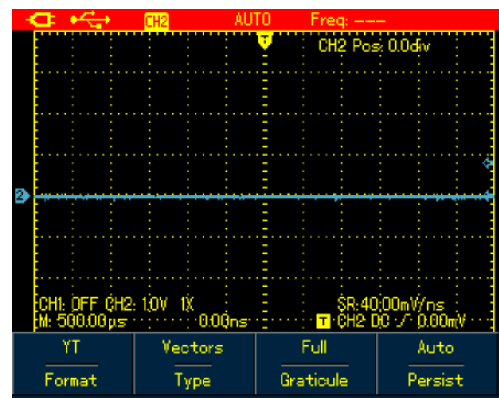 CH2 AUTO Freq: ---
T
CH2 Pos: 0.0div
2
CH1: OFF CH2: 1.0V 1X SR:40.00mV/ns
M: 500.00µs 0.00ns T CH2 DC 0.00mV
YT Vectors Full Auto
Format Type Graticule Persist